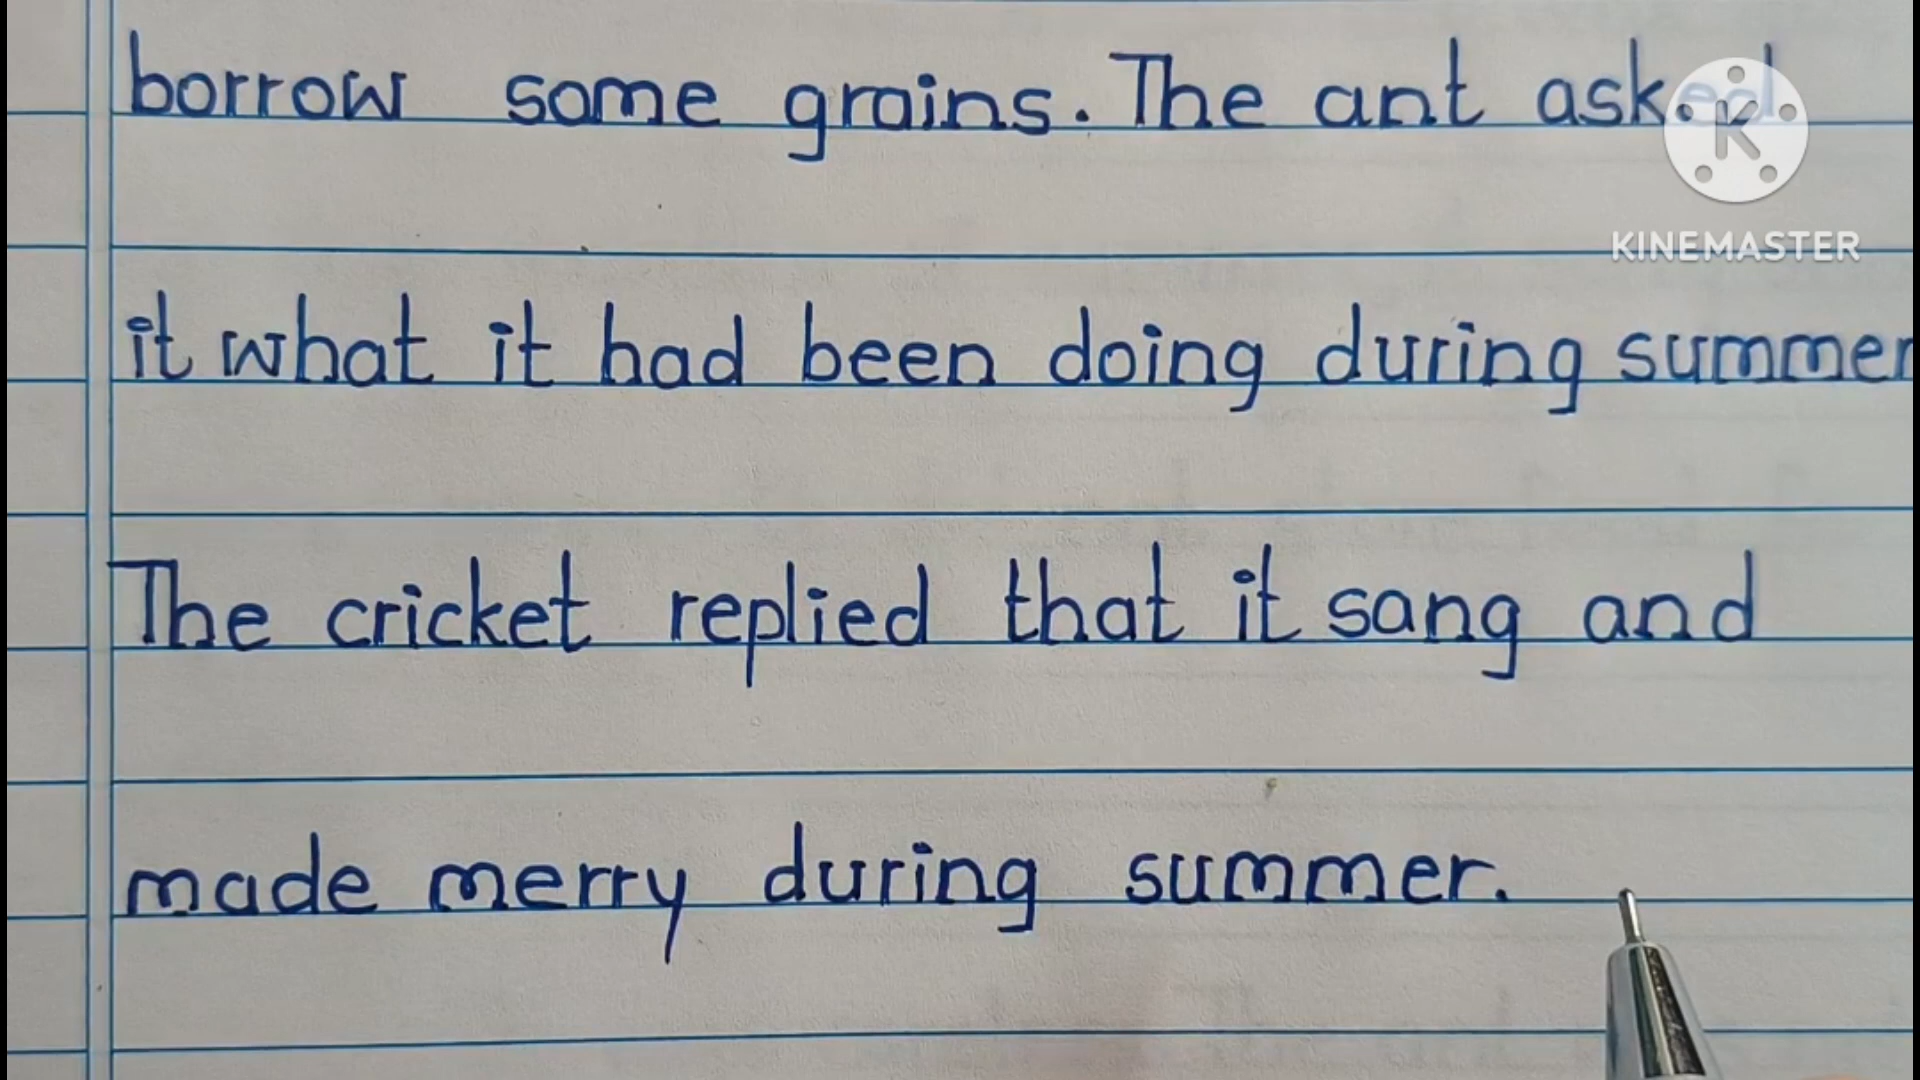 borrow some grains. The ant asked
it what it had been doing during summer
The cricket replied that it sang and
made merry during summer.
K
KINEMASTER